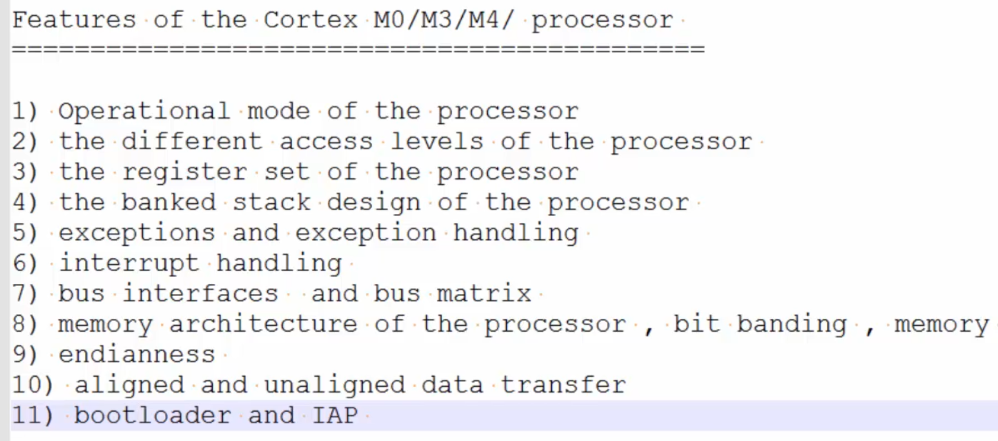 Features of the Cortex M0/M3/M4/ processor
=============================================
1) Operational mode of the processor
2) the different access levels of the processor
3) the register set of the processor
4) the banked stack design of the processor
5) exceptions and exception handling
6) interrupt handling
7) bus interfaces  and bus matrix
8) memory architecture of the processor , bit banding , memory
9) endianness
10) aligned and unaligned data transfer
11) bootloader and IAP